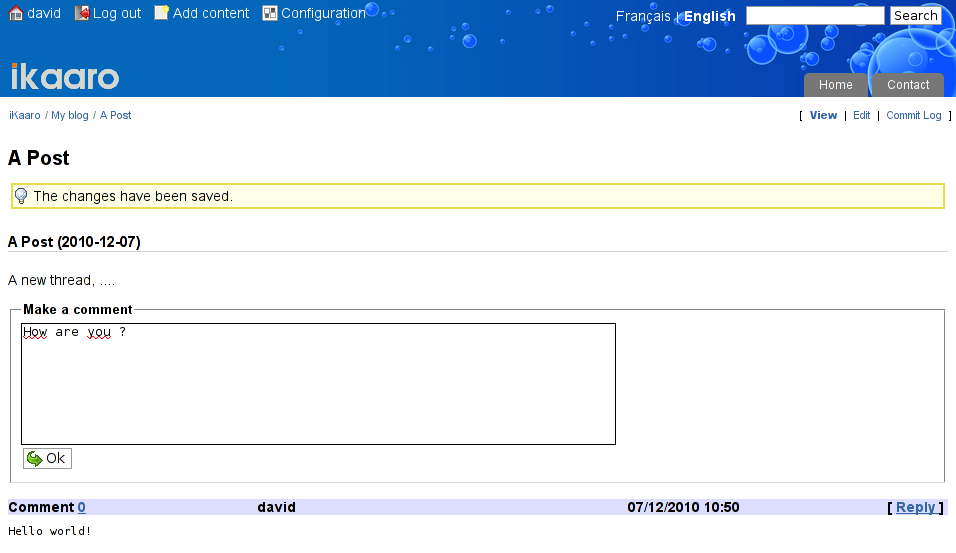 david Log out Add content Configuration Français | English Search
ikaaro
Home Contact
iKaaro / My blog / A Post [ View | Edit | Commit Log ]
A Post
The changes have been saved.
A Post (2010-12-07)
A new thread, ....
Make a comment
How are you ?
Ok
Comment 0 david 07/12/2010 10:50 [ Reply ]
Hello world!